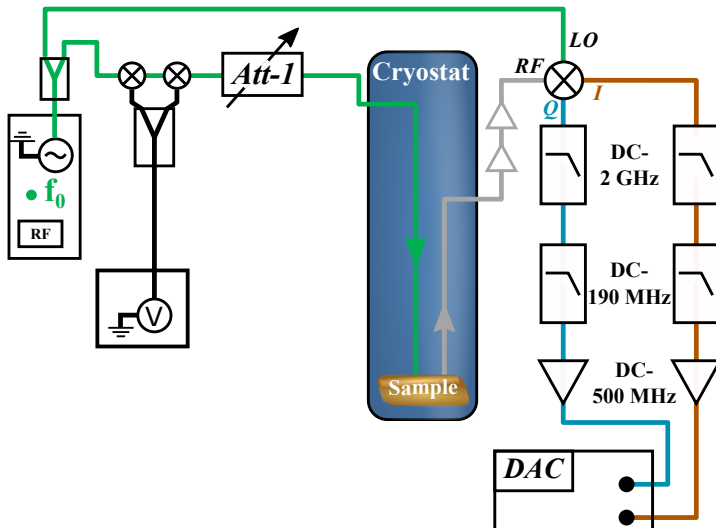 LO
RF
I
Q
Att-1
Cryostat
DC-
2 GHz
f0
RF
DC-
190 MHz
V
Sample
DC-
500 MHz
DAC